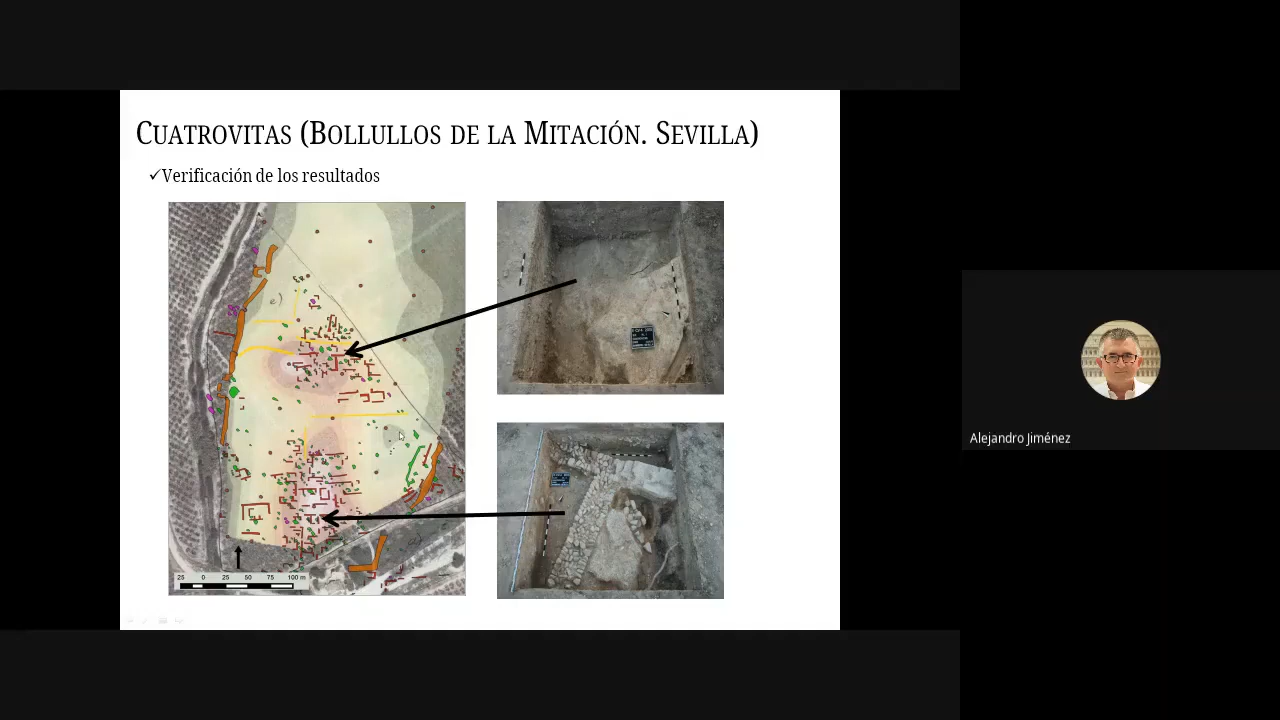 CUATROVITAS (BOLLULLOS DE LA MITACIÓN. SEVILLA)
✓Verificación de los resultados
25 0 25 50 75 100 m
Alejandro Jiménez